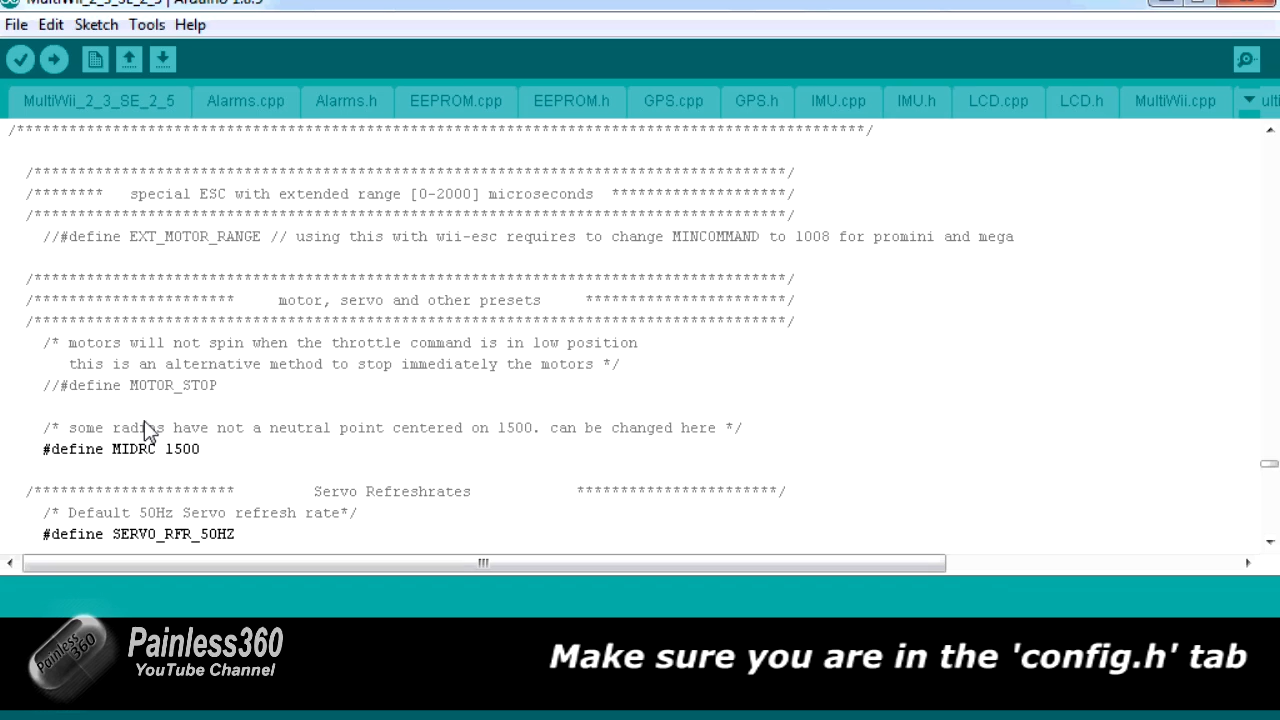 MultiWii_2_3_SE_2_5 | Arduino 1.8.5
File Edit Sketch Tools Help
MultiWii_2_3_SE_2_5 Alarms.cpp Alarms.h EEPROM.cpp EEPROM.h GPS.cpp GPS.h IMU.cpp IMU.h LCD.cpp LCD.h MultiWii.cpp ulti
/*************************************************************************************************/
/**************************************************************************************/
/******** special ESC with extended range [0-2000] microseconds ********************/
/**************************************************************************************/
//#define EXT_MOTOR_RANGE // using this with wii-esc requires to change MINCOMMAND to 1008 for promini and mega
/**************************************************************************************/
/*********************** motor, servo and other presets ***********************/
/**************************************************************************************/
/* motors will not spin when the throttle command is in low position
this is an alternative method to stop immediately the motors */
//#define MOTOR_STOP
/* some radios have not a neutral point centered on 1500. can be changed here */
#define MIDRC 1500
/*********************** Servo Refreshrates ***********************/
/* Default 50Hz Servo refresh rate*/
#define SERVO_RFR_50HZ
Painless360
Painless360
YouTube Channel
Make sure you are in the 'config.h' tab